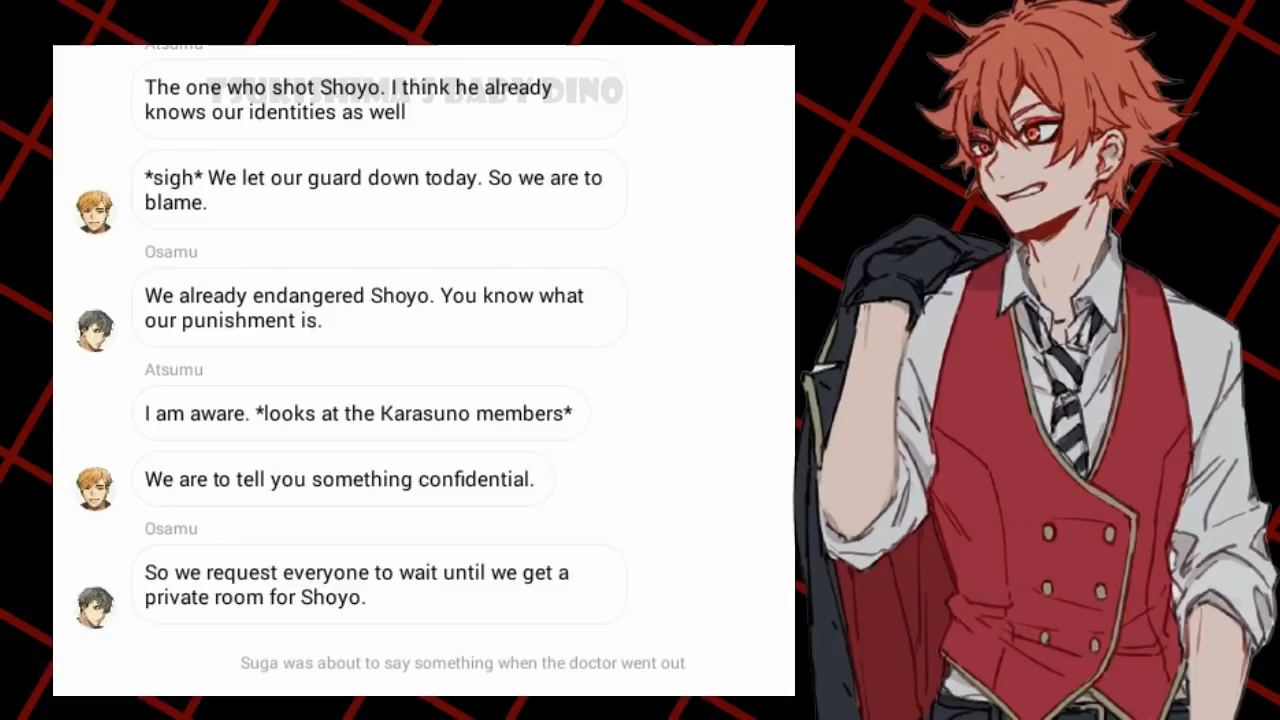 Atsumu
TSUKISHIMA'S BABY DINO
The one who shot Shoyo. I think he already
knows our identities as well
*sigh* We let our guard down today. So we are to
blame.
Osamu
We already endangered Shoyo. You know what
our punishment is.
Atsumu
I am aware. *looks at the Karasuno members*
We are to tell you something confidential.
Osamu
So we request everyone to wait until we get a
private room for Shoyo.
Suga was about to say something when the doctor went out